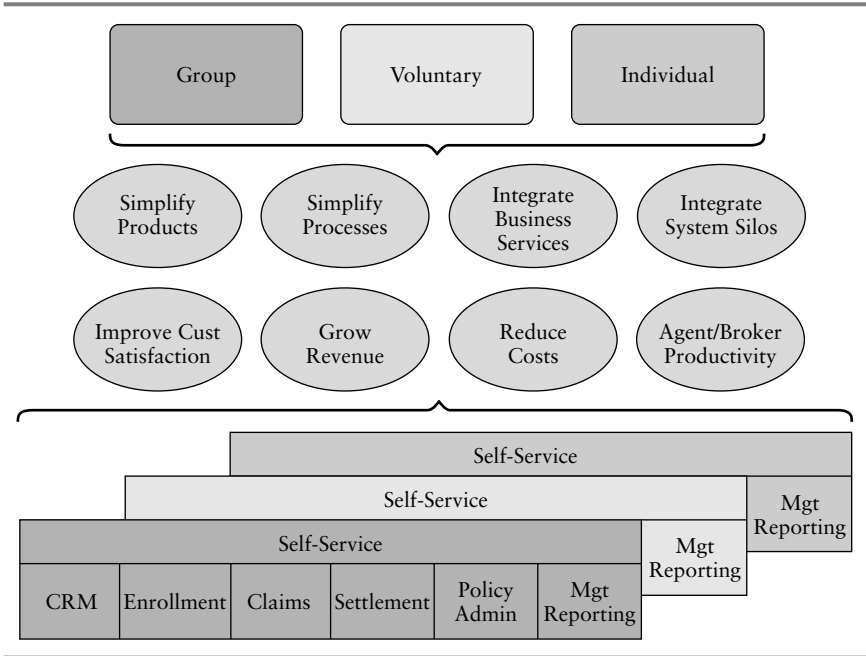 Group
Voluntary
Individual
Simplify
Products
Simplify
Processes
Integrate
Business
Services
Integrate
System Silos
Improve Cust
Satisfaction
Grow
Revenue
Reduce
Costs
Agent/Broker
Productivity
Self-Service
Self-Service
Mgt
Reporting
Self-Service
Mgt
Reporting
CRM
Enrollment
Claims
Settlement
Policy
Admin
Mgt
Reporting